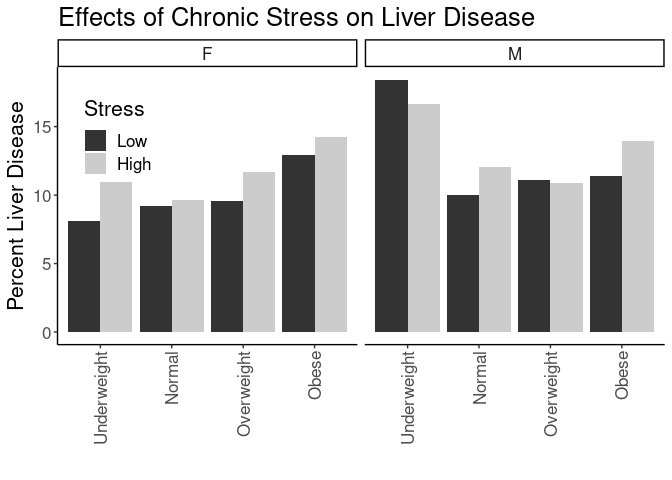 Effects of Chronic Stress on Liver Disease
F
M
Percent Liver Disease
15
10
5
0
Stress
Low
High
Underweight
Normal
Overweight
Obese
Underweight
Normal
Overweight
Obese